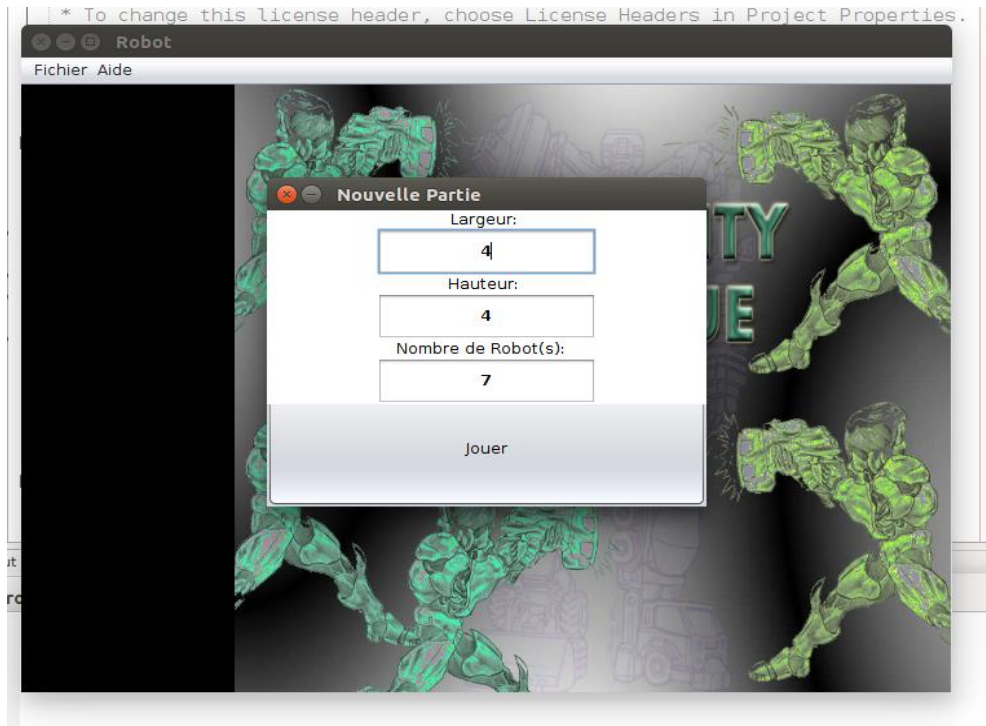 * To change this license header, choose License Headers in Project Properties.
Robot
Fichier Aide
Nouvelle Partie
Largeur:
4
Hauteur:
4
Nombre de Robot(s):
7
Jouer